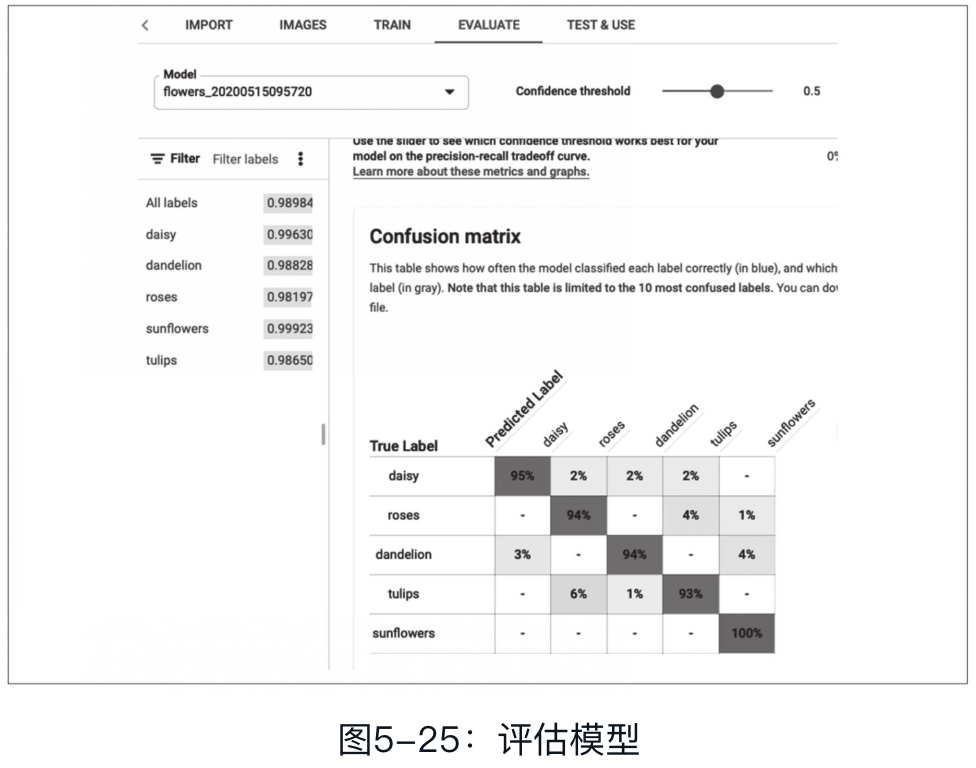 IMPORT IMAGES TRAIN EVALUATE TEST & USE
Model
flowers_20200515095720
Confidence threshold 0.5
Use the slider to see which confidence threshold works best for your
model on the precision-recall tradeoff curve.
0%
Learn more about these metrics and graphs.
Filter Filter labels
All labels 0.98984
daisy 0.99630
dandelion 0.98828
roses 0.98197
sunflowers 0.99923
tulips 0.98650
Confusion matrix
This table shows how often the model classified each label correctly (in blue), and which
label (in gray). Note that this table is limited to the 10 most confused labels. You can dow
file.
True Label Predicted Label daisy roses dandelion tulips sunflowers
daisy 95% 2% 2% 2% -
roses - 94% - 4% 1%
dandelion 3% - 94% - 4%
tulips - 6% 1% 93% -
sunflowers - - - - 100%
图5-25：评估模型